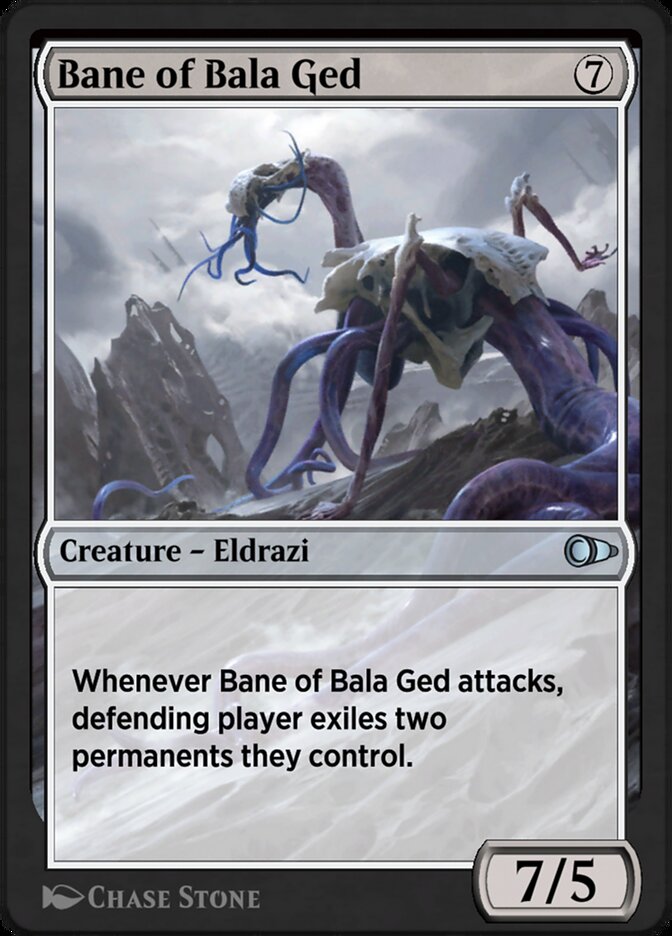 Bane of Bala Ged 7
Creature – Eldrazi
Whenever Bane of Bala Ged attacks,
defending player exiles two
permanents they control.
7/5
Chase Stone